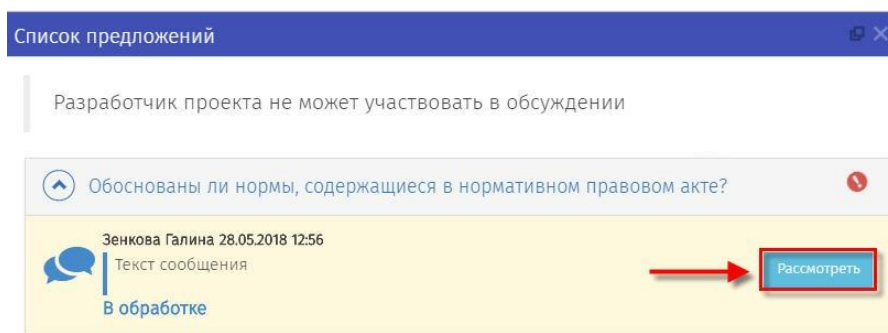 Список предложений
Разработчик проекта не может участвовать в обсуждении
Обоснованы ли нормы, содержащиеся в нормативном правовом акте?
Зенкова Галина 28.05.2018 12:56
Текст сообщения
Рассмотреть
В обработке